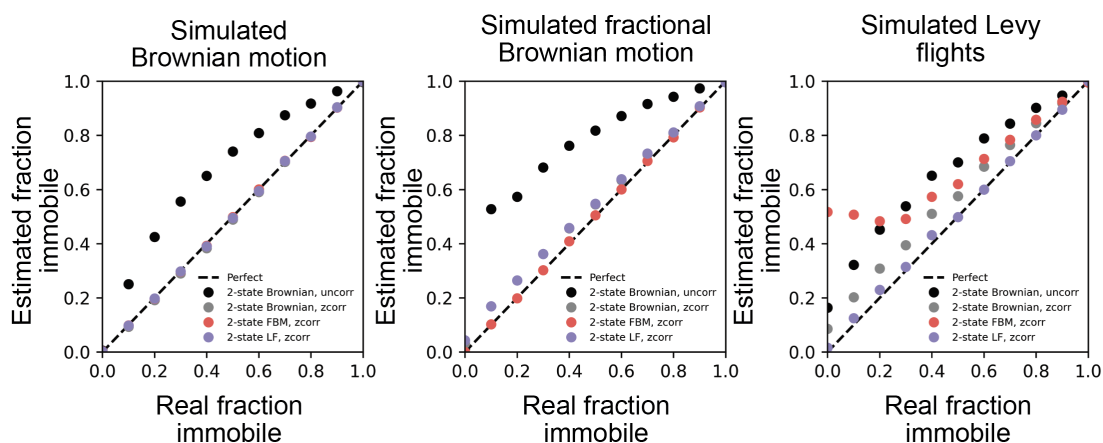 Simulated
Brownian motion
Estimated fraction
immobile
1.0
0.8
0.6
0.4
0.2
0.0
Perfect
2-state Brownian, uncorr
2-state Brownian, zcorr
2-state FBM, zcorr
2-state LF, zcorr
0.0 0.2 0.4 0.6 0.8 1.0
Real fraction
immobile
Simulated fractional
Brownian motion
Estimated fraction
immobile
1.0
0.8
0.6
0.4
0.2
0.0
Perfect
2-state Brownian, uncorr
2-state Brownian, zcorr
2-state FBM, zcorr
2-state LF, zcorr
0.0 0.2 0.4 0.6 0.8 1.0
Real fraction
immobile
Simulated Levy
flights
Estimated fraction
immobile
1.0
0.8
0.6
0.4
0.2
0.0
Perfect
2-state Brownian, uncorr
2-state Brownian, zcorr
2-state FBM, zcorr
2-state LF, zcorr
0.0 0.2 0.4 0.6 0.8 1.0
Real fraction
immobile